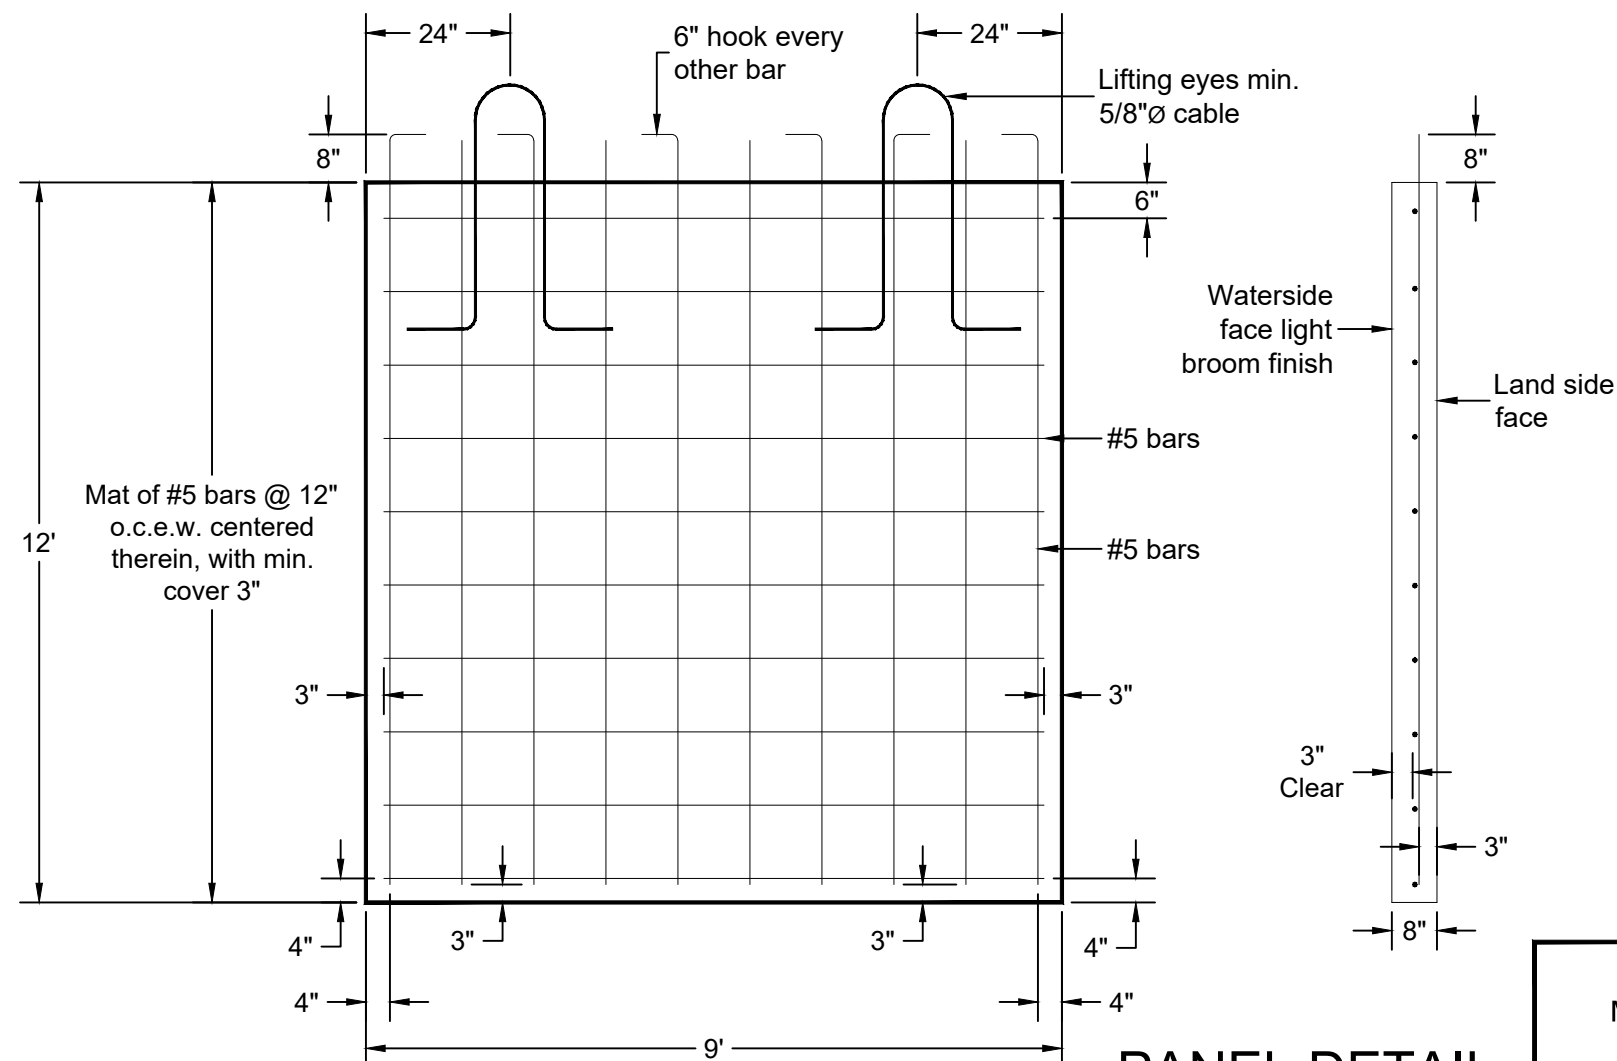 24"
6" hook every
other bar
24"
Lifting eyes min.
5/8"Ø cable
8"
8"
6"
Waterside
face light
broom finish
Land side
face
#5 bars
Mat of #5 bars @ 12"
o.c.e.w. centered
therein, with min.
cover 3"
12'
#5 bars
3"
3"
3"
Clear
3"
4"
3"
3"
4"
8"
4"
4"
9'
PANEL DETAIL